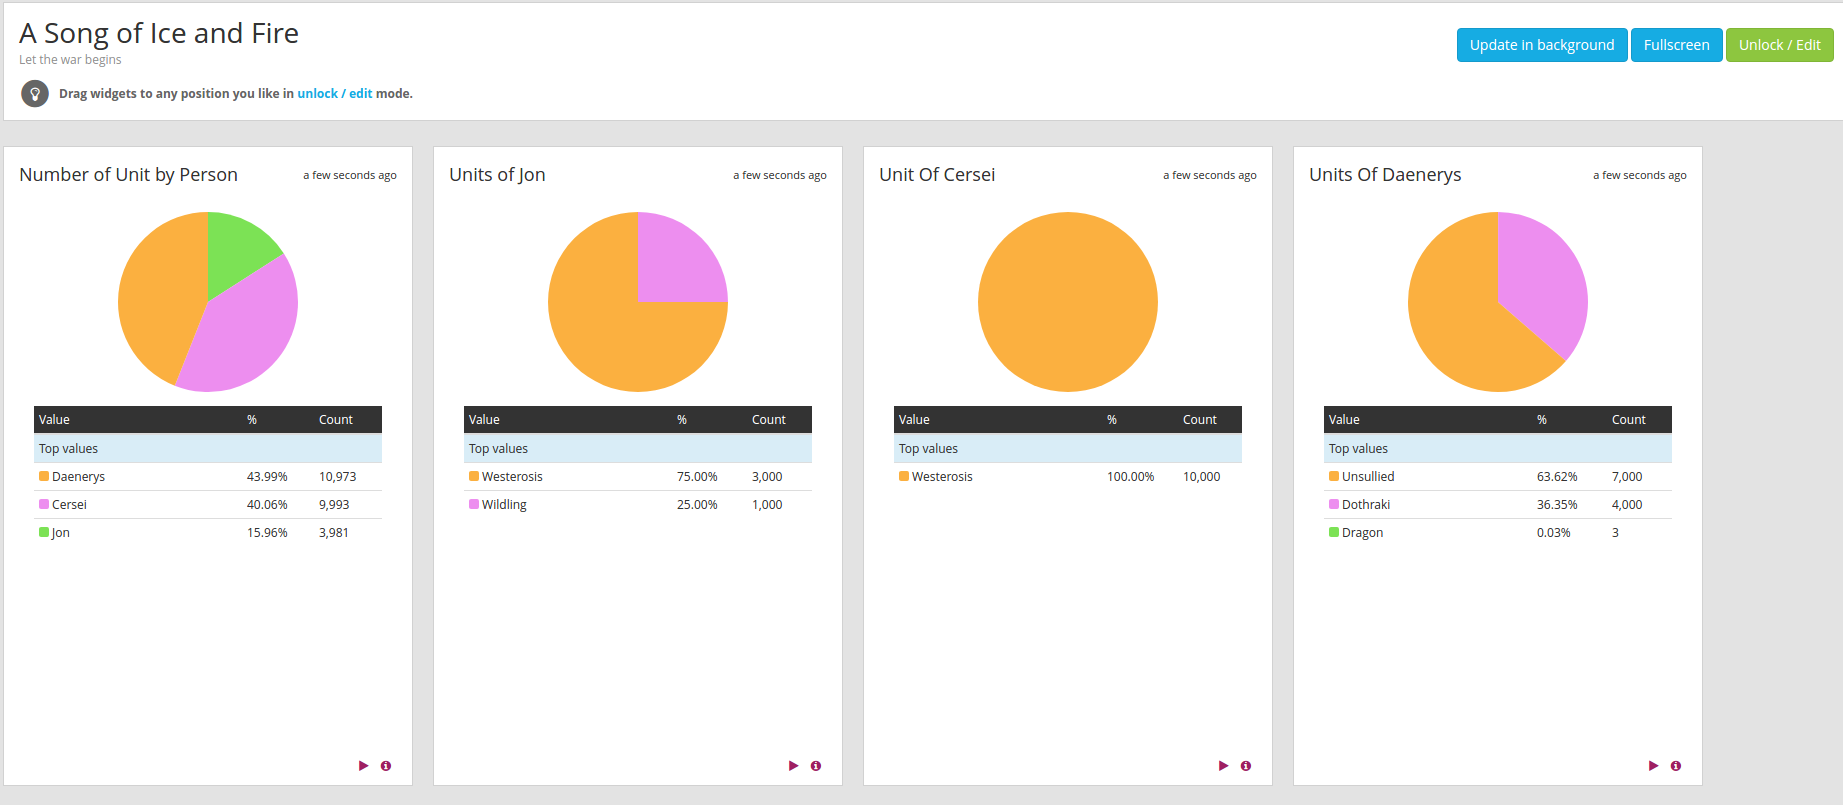 A Song of Ice and Fire
Let the war begins
Update in background
Fullscreen
Unlock / Edit
Drag widgets to any position you like in unlock / edit mode.
Number of Unit by Person
a few seconds ago
Value % Count
Top values
Daenerys 43.99% 10,973
Cersei 40.06% 9,993
Jon 15.96% 3,981
Units of Jon
a few seconds ago
Value % Count
Top values
Westerosis 75.00% 3,000
Wildling 25.00% 1,000
Unit Of Cersei
a few seconds ago
Value % Count
Top values
Westerosis 100.00% 10,000
Units Of Daenerys
a few seconds ago
Value % Count
Top values
Unsullied 63.62% 7,000
Dothraki 36.35% 4,000
Dragon 0.03% 3